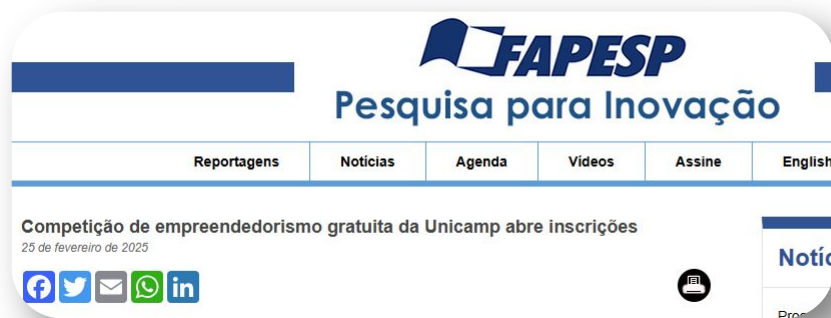 FAPESP
Pesquisa para Inovação
Reportagens Notícias Agenda Vídeos Assine English
Competição de empreendedorismo gratuita da Unicamp abre inscrições
25 de fevereiro de 2025